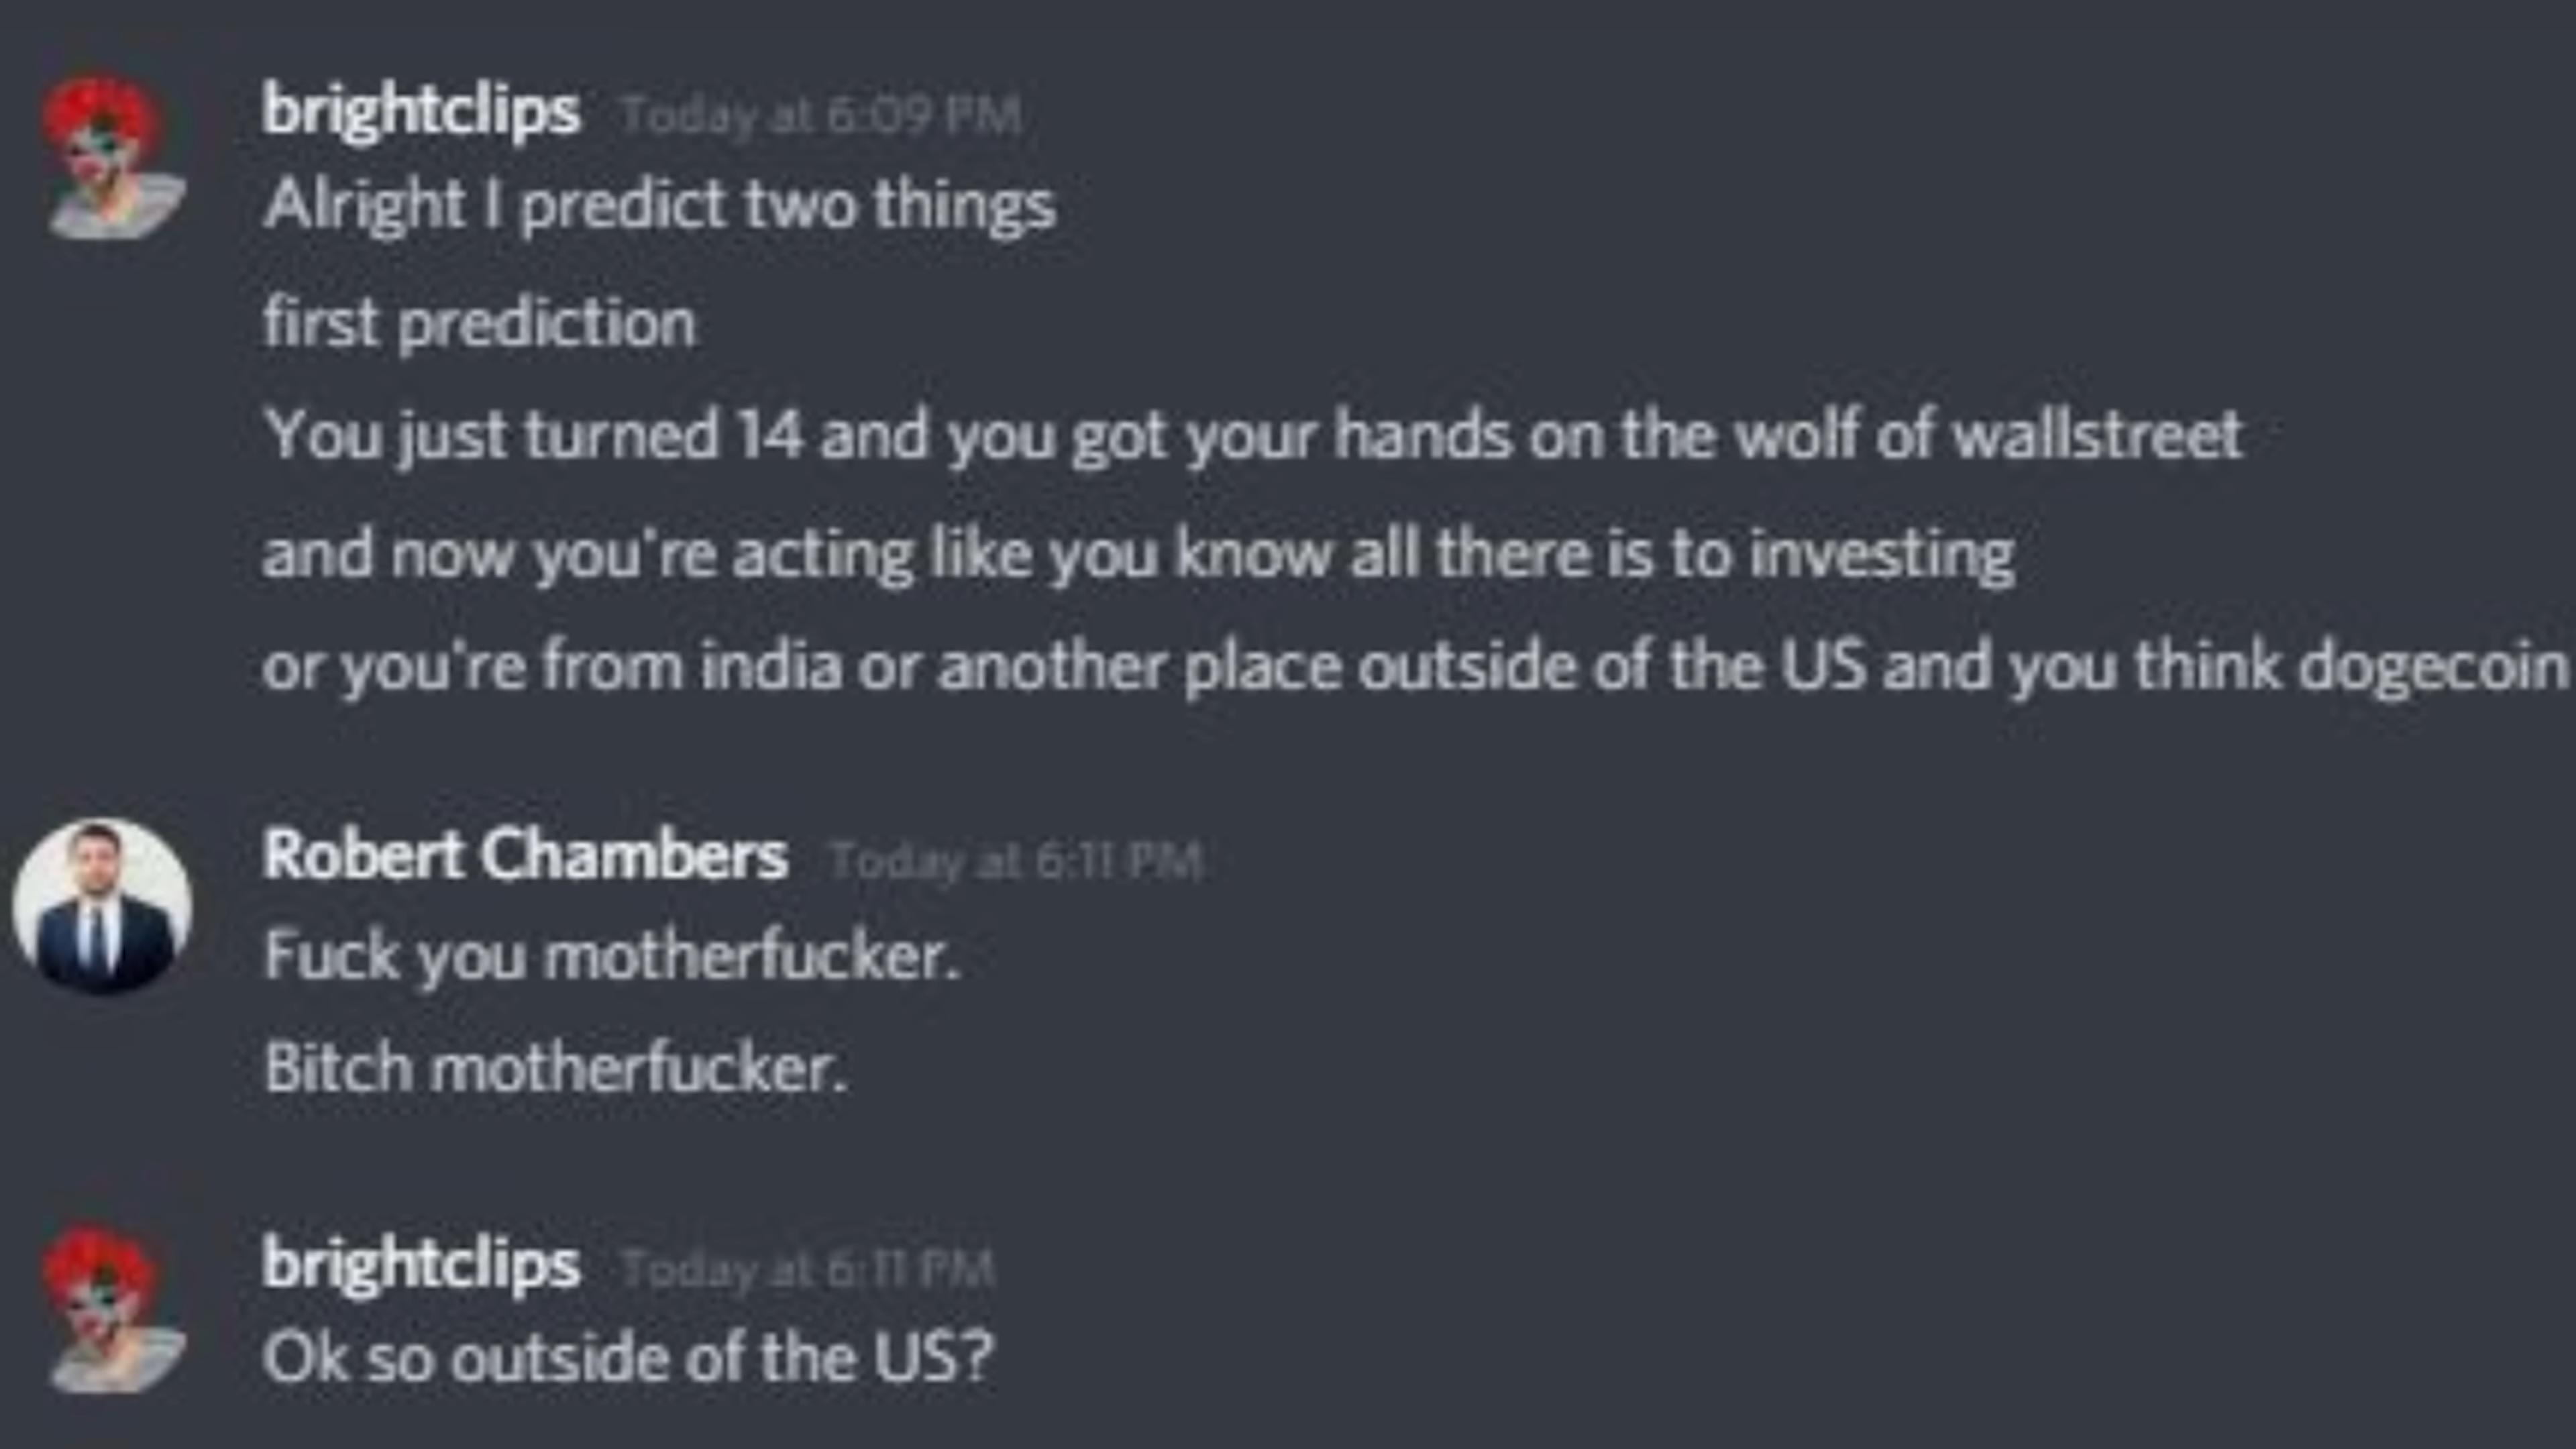 brightclips Today at 6:09 PM
Alright I predict two things
first prediction
You just turned 14 and you got your hands on the wolf of wallstreet
and now you're acting like you know all there is to investing
or you're from india or another place outside of the US and you think dogecoin
Robert Chambers Today at 6:11 PM
Fuck you motherfucker.
Bitch motherfucker.
brightclips Today at 6:11 PM
Ok so outside of the US?